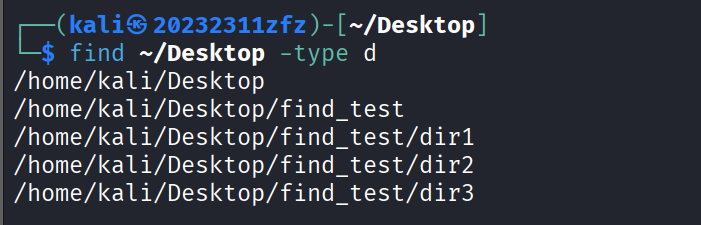 ┌──(kali㉿20232311zfz)-[~/Desktop]
└─$ find ~/Desktop -type d
/home/kali/Desktop
/home/kali/Desktop/find_test
/home/kali/Desktop/find_test/dir1
/home/kali/Desktop/find_test/dir2
/home/kali/Desktop/find_test/dir3